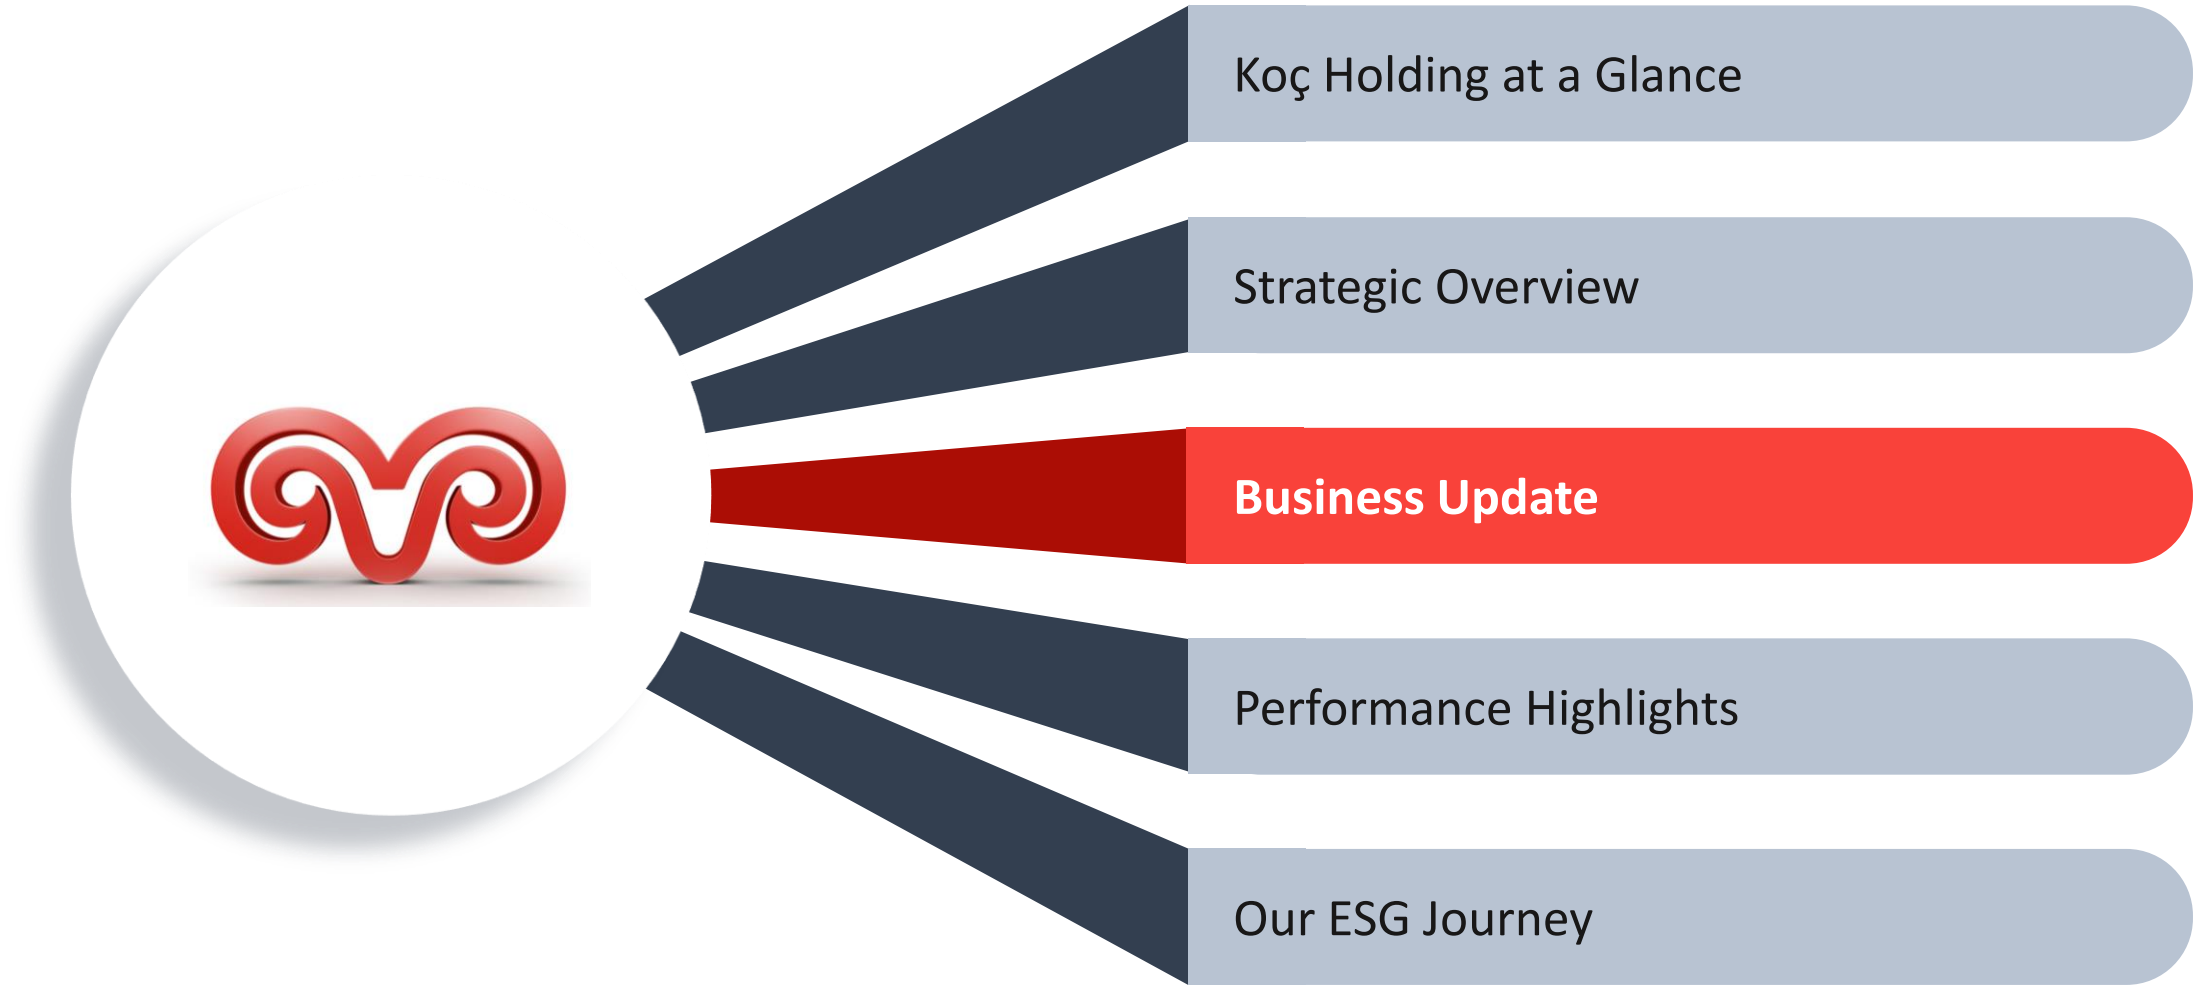 Koç Holding at a Glance
Strategic Overview
Business Update
Performance Highlights
Our ESG Journey